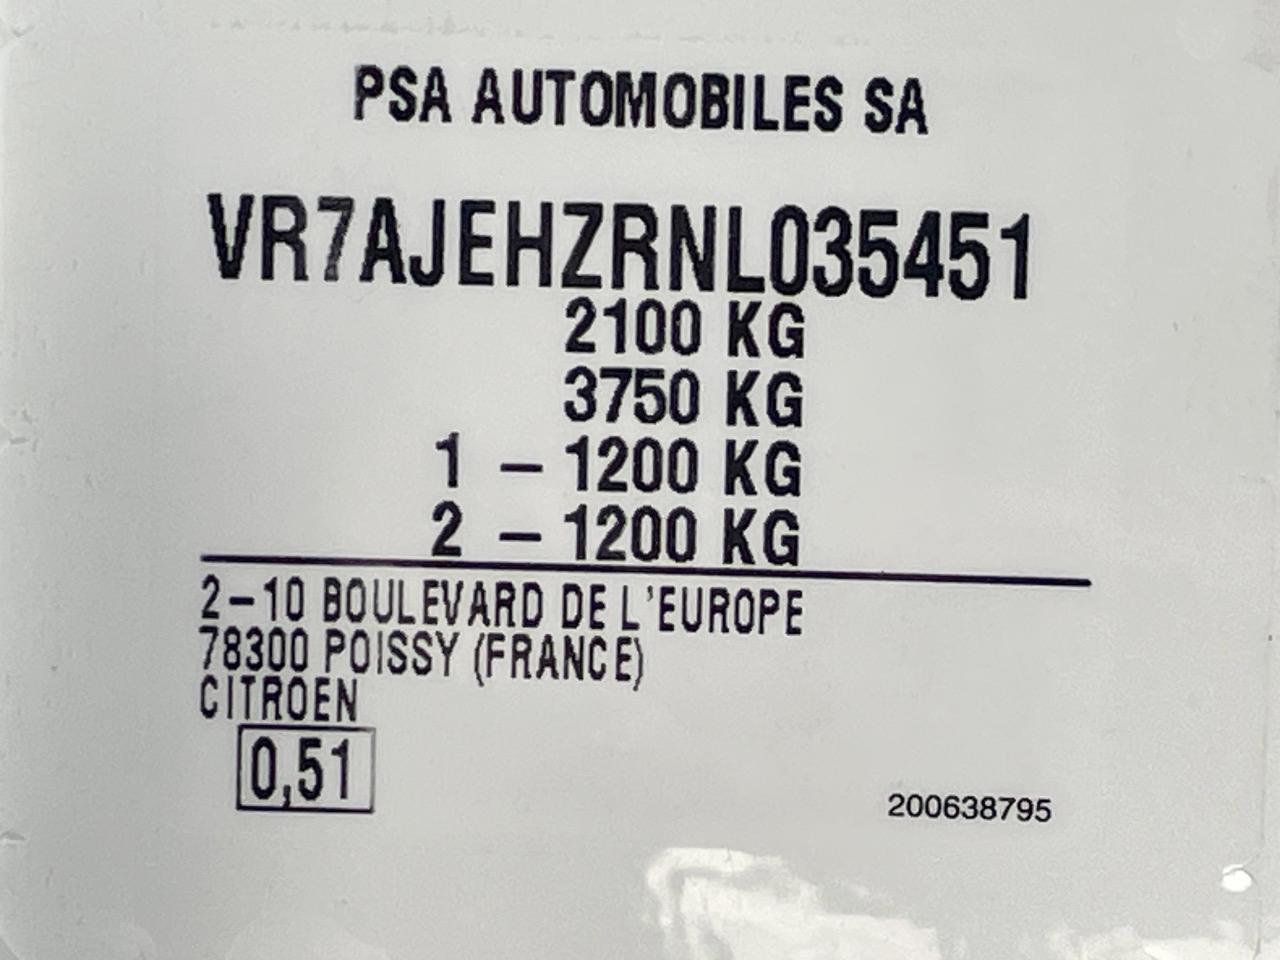 PSA AUTOMOBILES SA
VR7AJEHZRNL035451
2100 KG
3750 KG
1 – 1200 KG
2 – 1200 KG
2–10 BOULEVARD DE L'EUROPE
78300 POISSY (FRANCE)
CITROEN
0,51
200638795